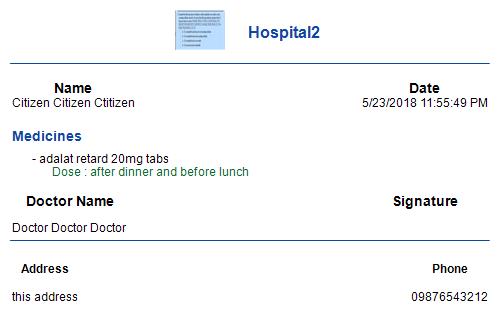 Hospital2
Name Date
Citizen Citizen Ctitizen 5/23/2018 11:55:49 PM
Medicines
- adalat retard 20mg tabs
Dose : after dinner and before lunch
Doctor Name Signature
Doctor Doctor Doctor
Address Phone
this address 09876543212